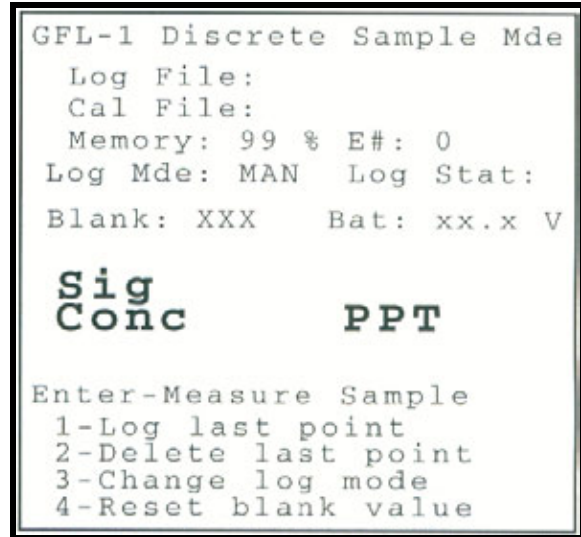 GFL-1 Discrete Sample Mde
Log File:
Cal File:
Memory: 99 % E#: 0
Log Mde: MAN Log Stat:
Blank: XXX Bat: xx.x V
Sig
Conc PPT
Enter-Measure Sample
1-Log last point
2-Delete last point
3-Change log mode
4-Reset blank value